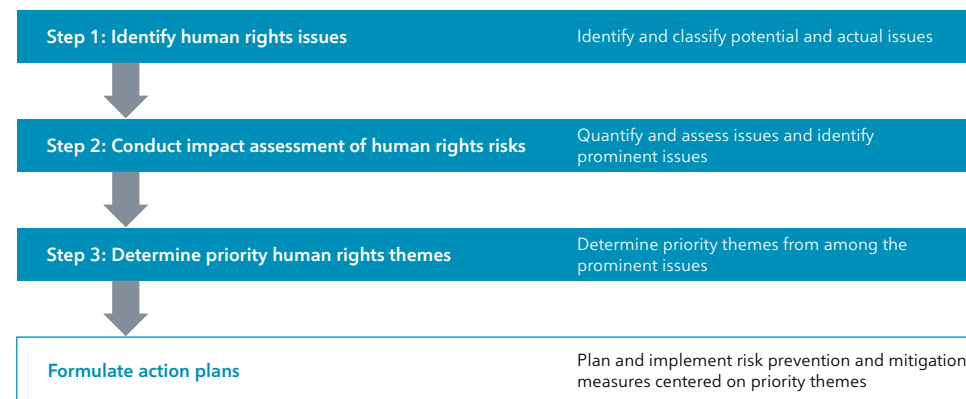 Step 1: Identify human rights issues
Identify and classify potential and actual issues
Step 2: Conduct impact assessment of human rights risks
Quantify and assess issues and identify
prominent issues
Step 3: Determine priority human rights themes
Determine priority themes from among the
prominent issues
Formulate action plans
Plan and implement risk prevention and mitigation
measures centered on priority themes